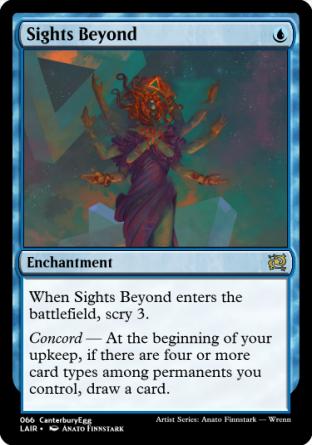 Sights Beyond
Enchantment
When Sights Beyond enters the
battlefield, scry 3.
Concord — At the beginning of your
upkeep, if there are four or more
card types among permanents you
control, draw a card.
066 CanterburyEgg
Artist Series: Anato Finnstark — Wrenn
LAIR • Anato Finnstark